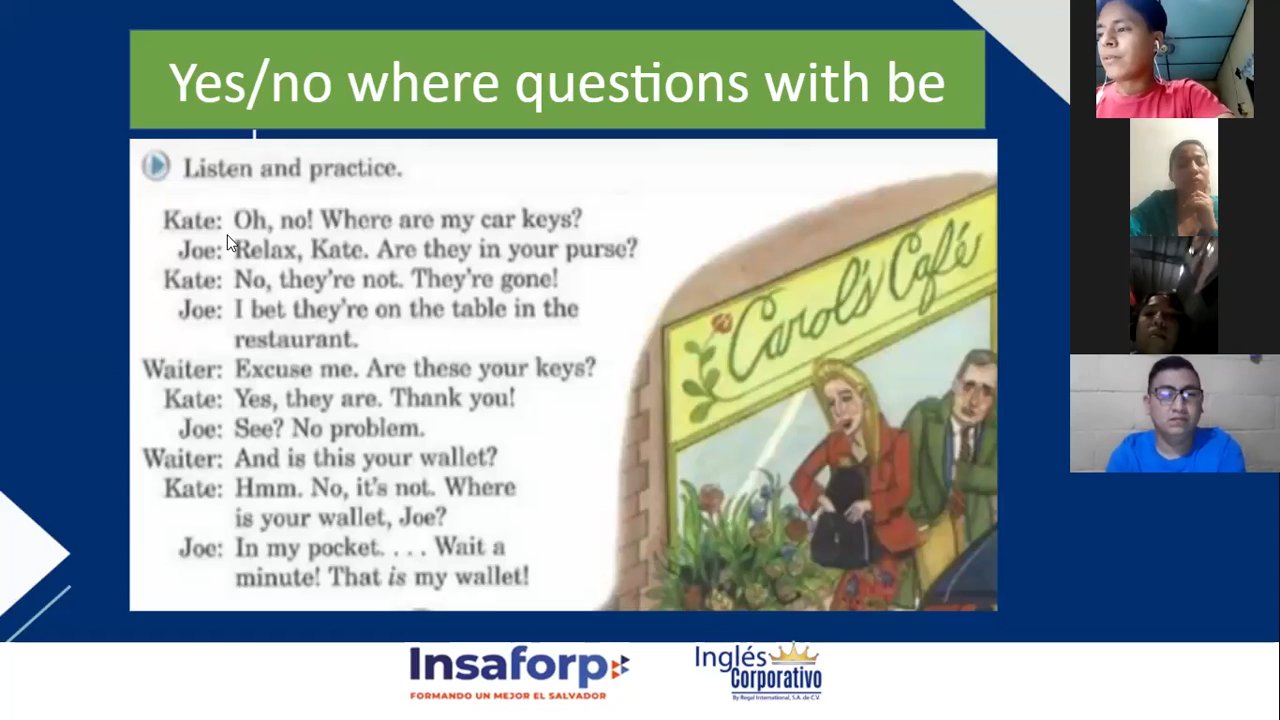 Yes/no where questions with be
Listen and practice.
Kate: Oh, no! Where are my car keys?
Joe: Relax, Kate. Are they in your purse?
Kate: No, they're not. They're gone!
Joe: I bet they're on the table in the
restaurant.
Waiter: Excuse me. Are these your keys?
Kate: Yes, they are. Thank you!
Joe: See? No problem.
Waiter: And is this your wallet?
Kate: Hmm. No, it's not. Where
is your wallet, Joe?
Joe: In my pocket. . . . Wait a
minute! That is my wallet!
Carol's Café
Insaforp
FORMANDO UN MEJOR EL SALVADOR
Inglés
Corporativo
By Regal International, S.A. de C.V.